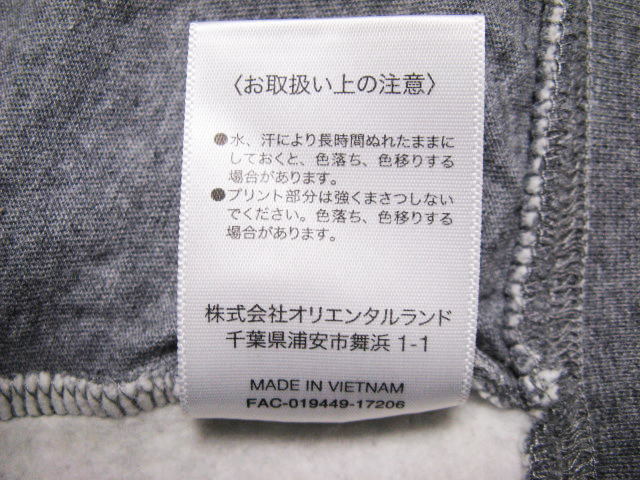 〈お取扱い上の注意〉
●水、汗により長時間ぬれたままに
しておくと、色落ち、色移りする
場合があります。
●プリント部分は強くまさつしない
でください。色落ち、色移りする
場合があります。
株式会社オリエンタルランド
千葉県浦安市舞浜 1-1
MADE IN VIETNAM
FAC-019449-17206